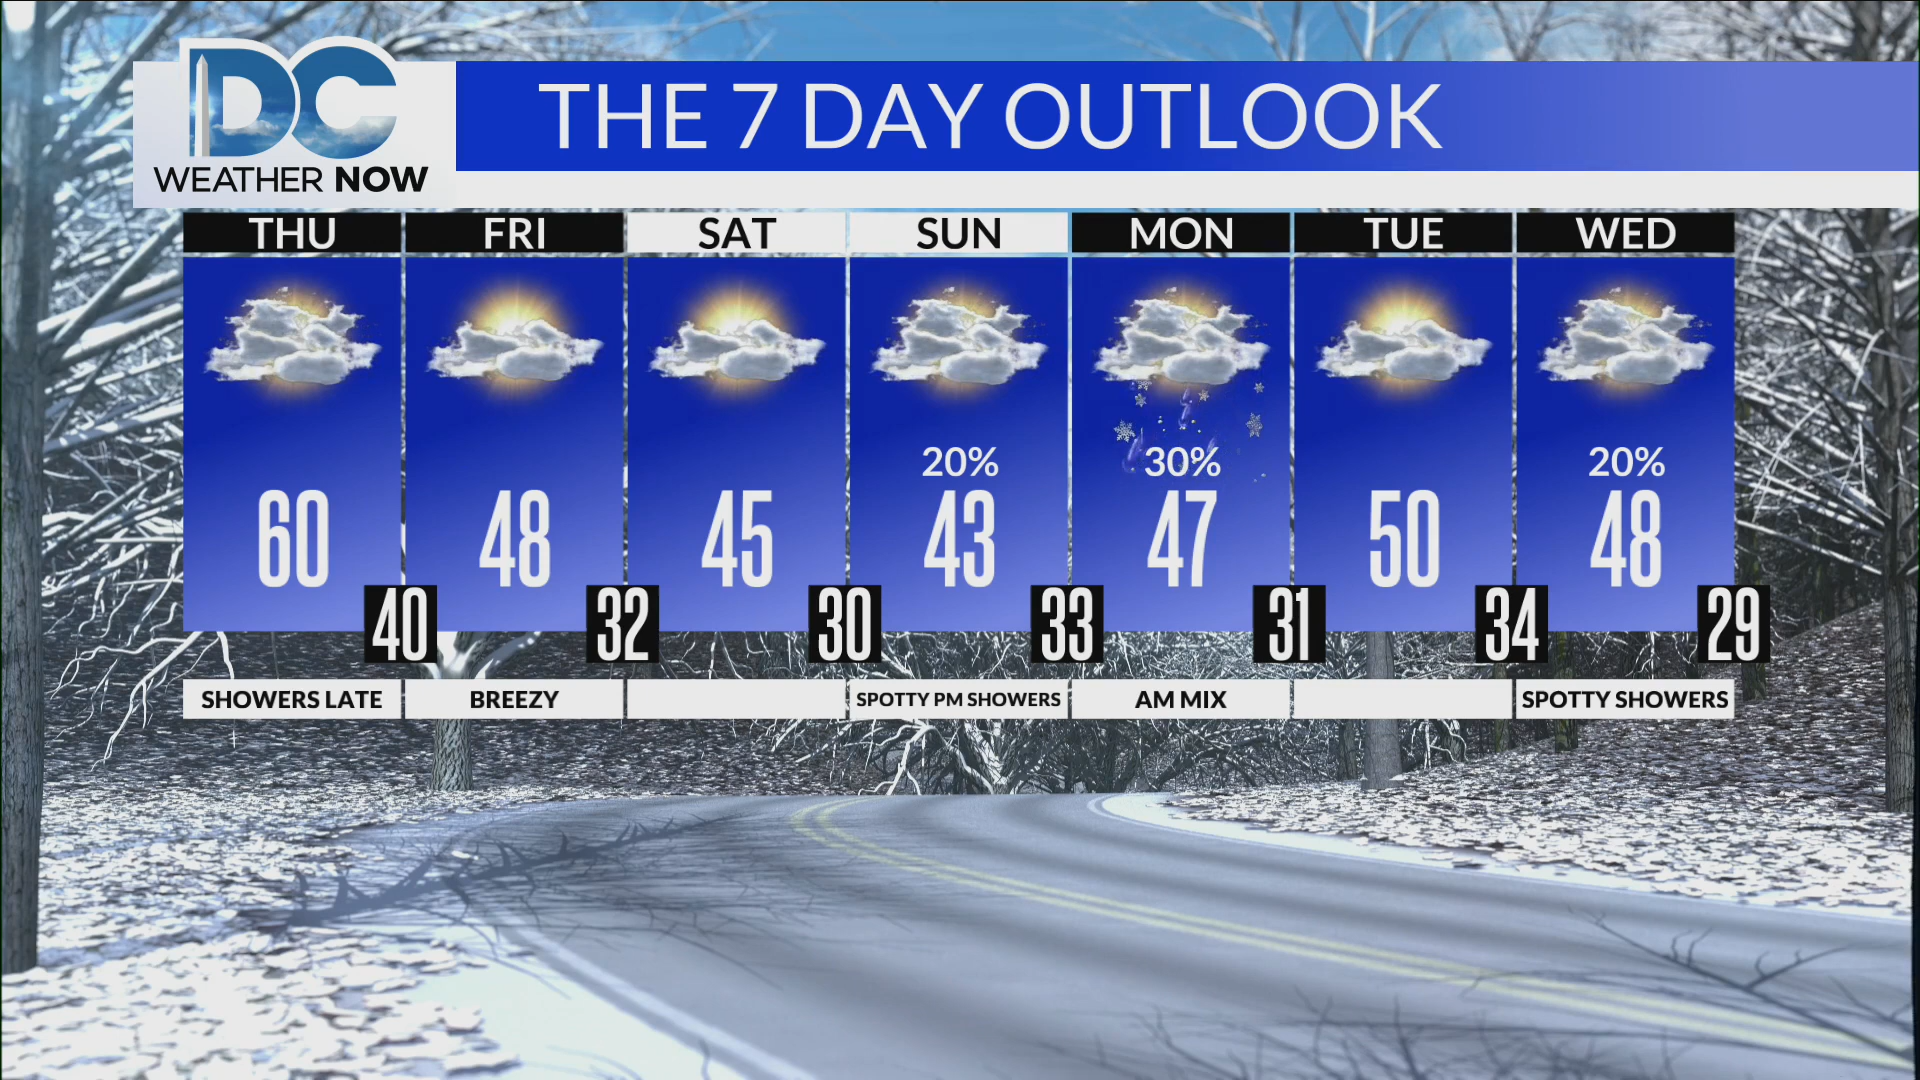 DC
WEATHER NOW
THE 7 DAY OUTLOOK
THU FRI SAT SUN MON TUE WED
20% 30% 20%
60 48 45 43 47 50 48
40 32 30 33 31 34 29
SHOWERS LATE BREEZY SPOTTY PM SHOWERS AM MIX SPOTTY SHOWERS